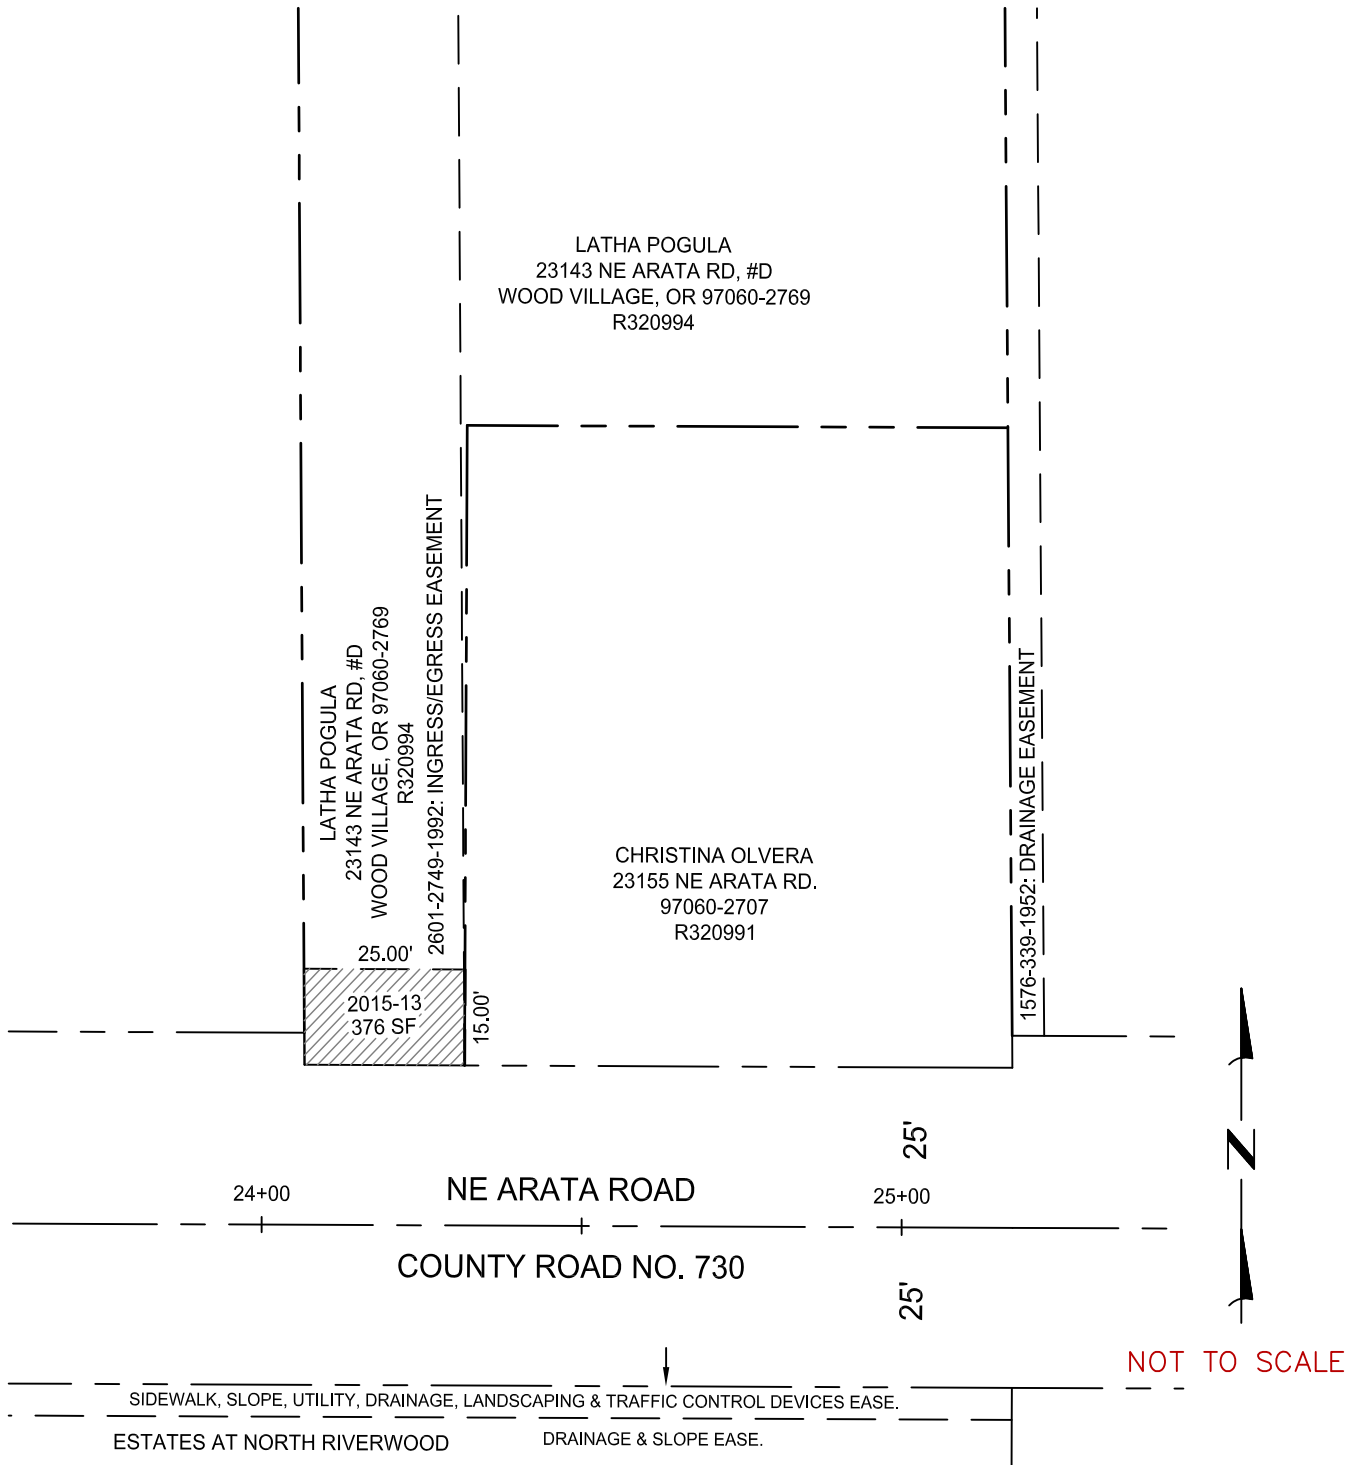 LATHA POGULA
23143 NE ARATA RD, #D
WOOD VILLAGE, OR 97060-2769
R320994
LATHA POGULA
23143 NE ARATA RD, #D
WOOD VILLAGE, OR 97060-2769
R320994
2601-2749-1992: INGRESS/EGRESS EASEMENT
CHRISTINA OLVERA
23155 NE ARATA RD.
97060-2707
R320991
1576-339-1952: DRAINAGE EASEMENT
25.00'
2015-13
376 SF
15.00'
25'
N
24+00
NE ARATA ROAD
25+00
COUNTY ROAD NO. 730
25'
NOT TO SCALE
SIDEWALK, SLOPE, UTILITY, DRAINAGE, LANDSCAPING & TRAFFIC CONTROL DEVICES EASE.
ESTATES AT NORTH RIVERWOOD
DRAINAGE & SLOPE EASE.